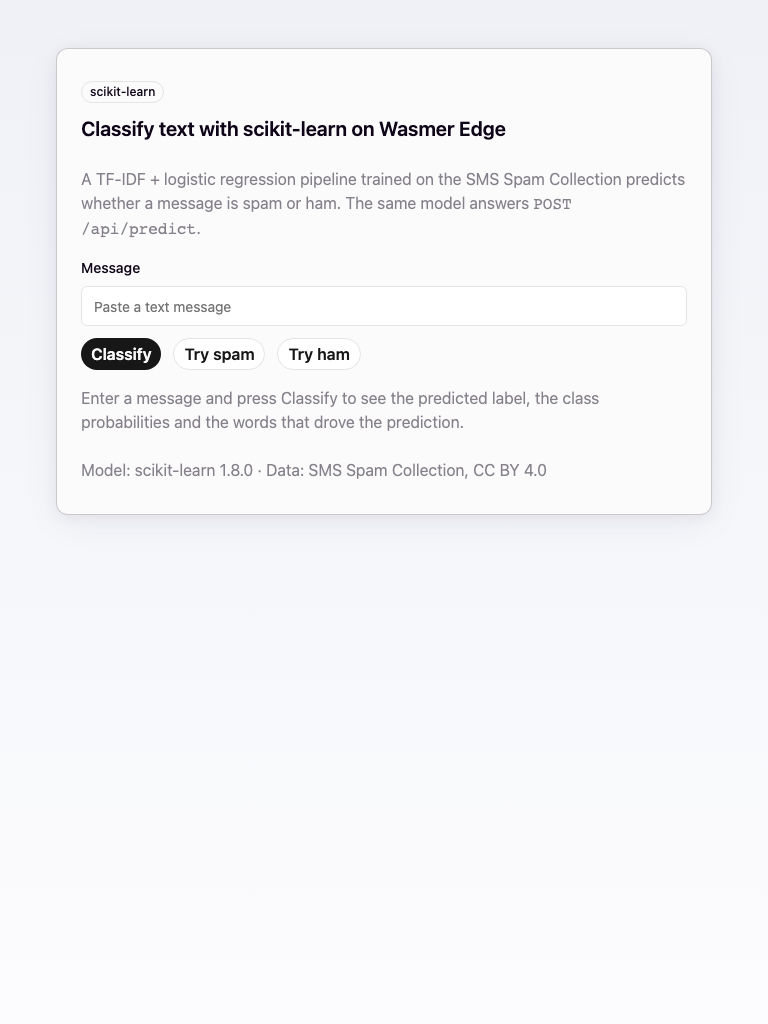 scikit-learn
Classify text with scikit-learn on Wasmer Edge
A TF-IDF + logistic regression pipeline trained on the SMS Spam Collection predicts
whether a message is spam or ham. The same model answers POST
/api/predict.
Message
Paste a text message
Classify
Try spam
Try ham
Enter a message and press Classify to see the predicted label, the class
probabilities and the words that drove the prediction.
Model: scikit-learn 1.8.0 · Data: SMS Spam Collection, CC BY 4.0